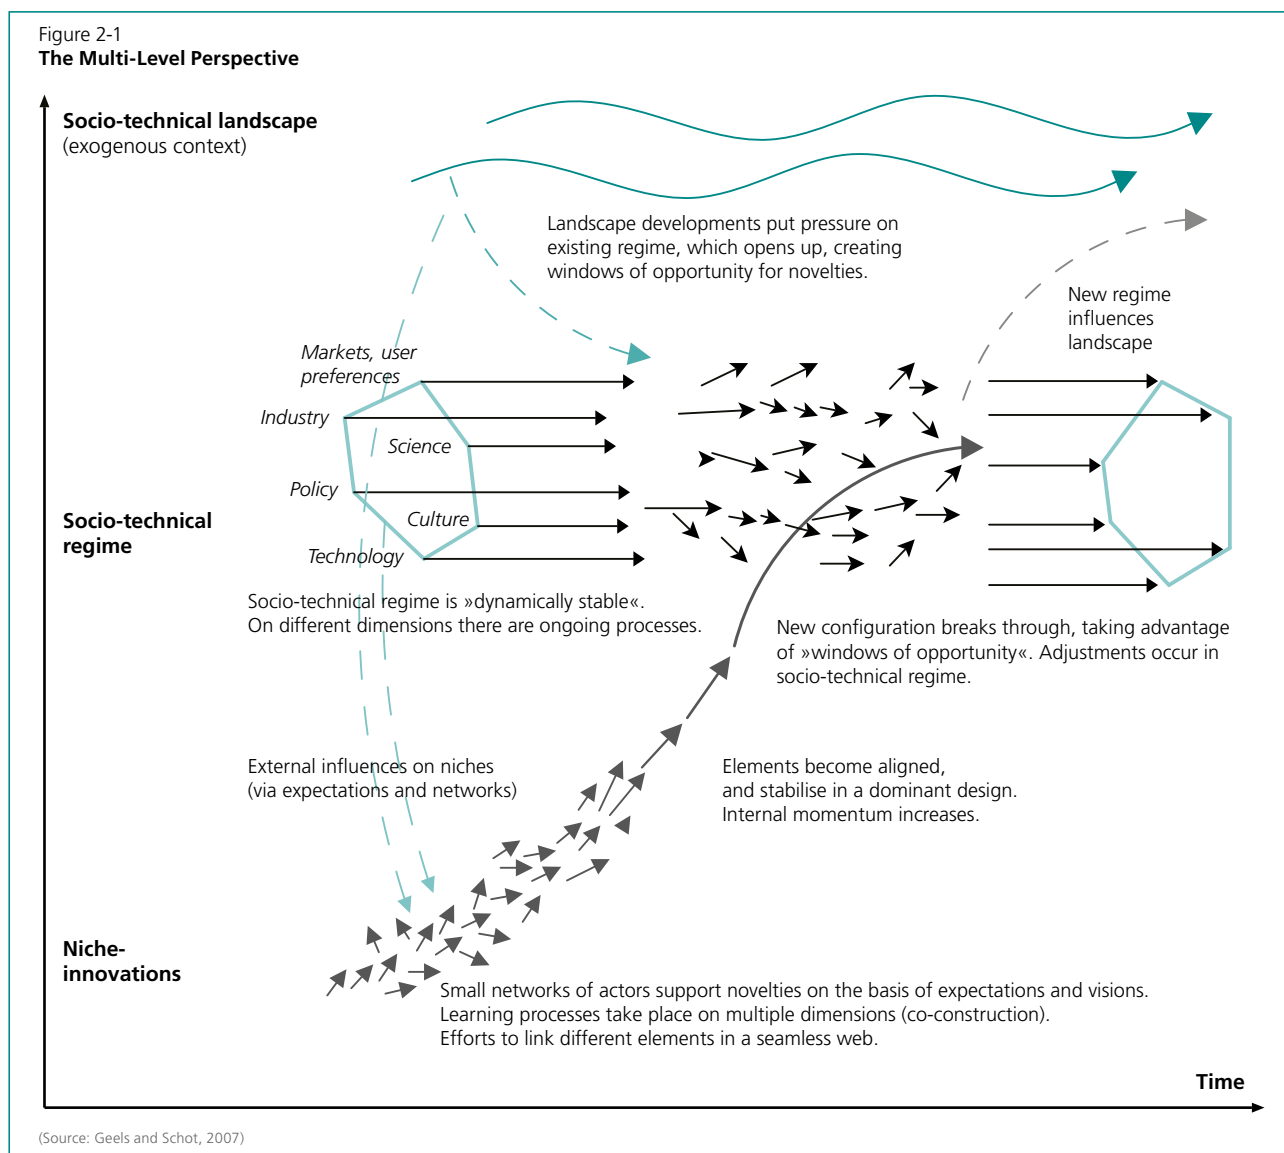 Figure 2-1
The Multi-Level Perspective
Socio-technical landscape
(exogenous context)
Landscape developments put pressure on
existing regime, which opens up, creating
windows of opportunity for novelties.
New regime
influences
landscape
Markets, user
preferences
Industry
Science
Policy
Culture
Technology
Socio-technical
regime
Socio-technical regime is »dynamically stable«.
On different dimensions there are ongoing processes.
New configuration breaks through, taking advantage
of »windows of opportunity«. Adjustments occur in
socio-technical regime.
External influences on niches
(via expectations and networks)
Elements become aligned,
and stabilise in a dominant design.
Internal momentum increases.
Niche-
innovations
Small networks of actors support novelties on the basis of expectations and visions.
Learning processes take place on multiple dimensions (co-construction).
Efforts to link different elements in a seamless web.
Time
(Source: Geels and Schot, 2007)